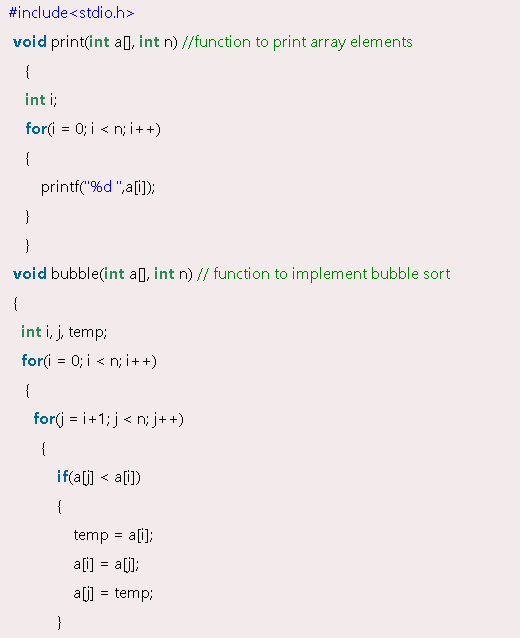 #include<stdio.h>
void print(int a[], int n) //function to print array elements
{
int i;
for(i = 0; i < n; i++)
{
printf("%d ",a[i]);
}
}
void bubble(int a[], int n) // function to implement bubble sort
{
int i, j, temp;
for(i = 0; i < n; i++)
{
for(j = i+1; j < n; j++)
{
if(a[j] < a[i])
{
temp = a[i];
a[i] = a[j];
a[j] = temp;
}